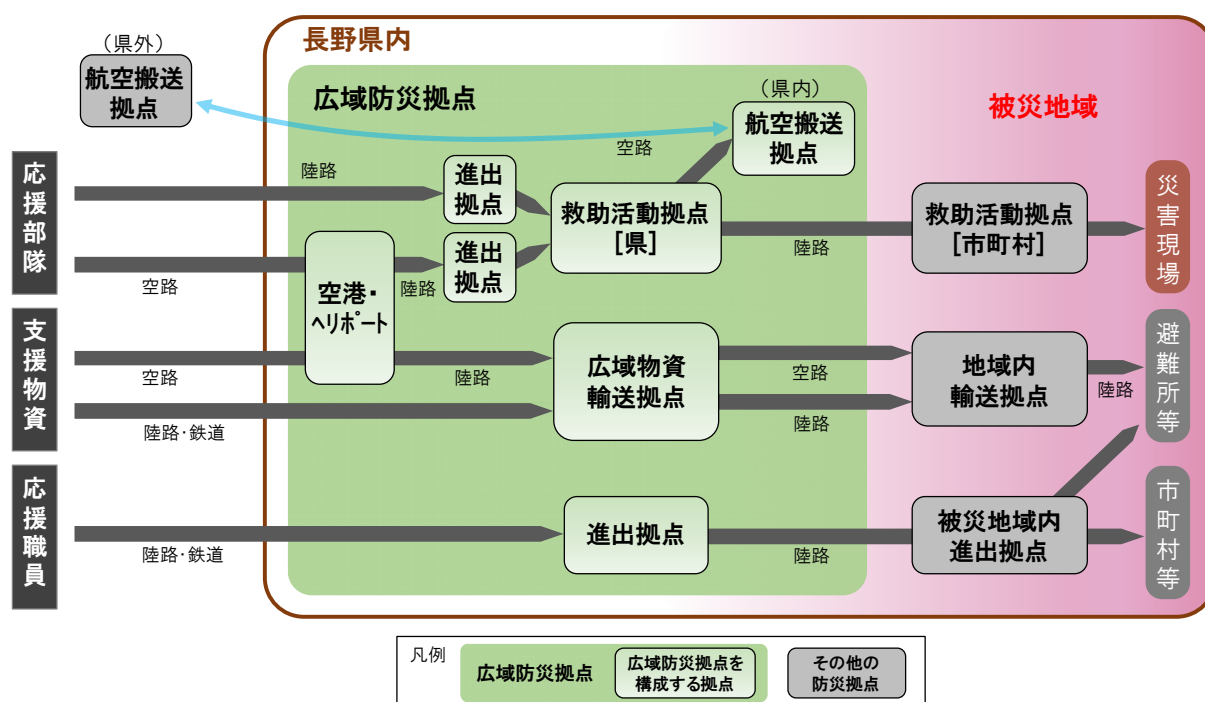 長野県内
(県外)
航空搬送
拠点
広域防災拠点
(県内)
航空搬送
拠点
被災地域
空路
応援部隊
陸路
進出
拠点
救助活動拠点
[県]
救助活動拠点
[市町村]
災害現場
陸路
空路
空港・
ヘリポート
陸路
進出
拠点
支援物資
空路
陸路
広域物資
輸送拠点
空路
地域内
輸送拠点
陸路
避難所等
陸路・鉄道
陸路
応援職員
陸路・鉄道
進出拠点
陸路
被災地域内
進出拠点
市町村等
凡例
広域防災拠点
広域防災拠点を
構成する拠点
その他の
防災拠点